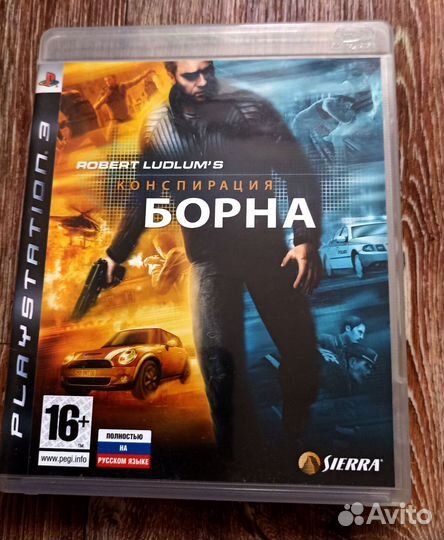 PLAYSTATION 3
ROBERT LUDLUM'S
КОНСПИРАЦИЯ
БОРНА
16+
www.pegi.info
ПОЛНОСТЬЮ
НА
РУССКОМ ЯЗЫКЕ
SIERRA
Avito